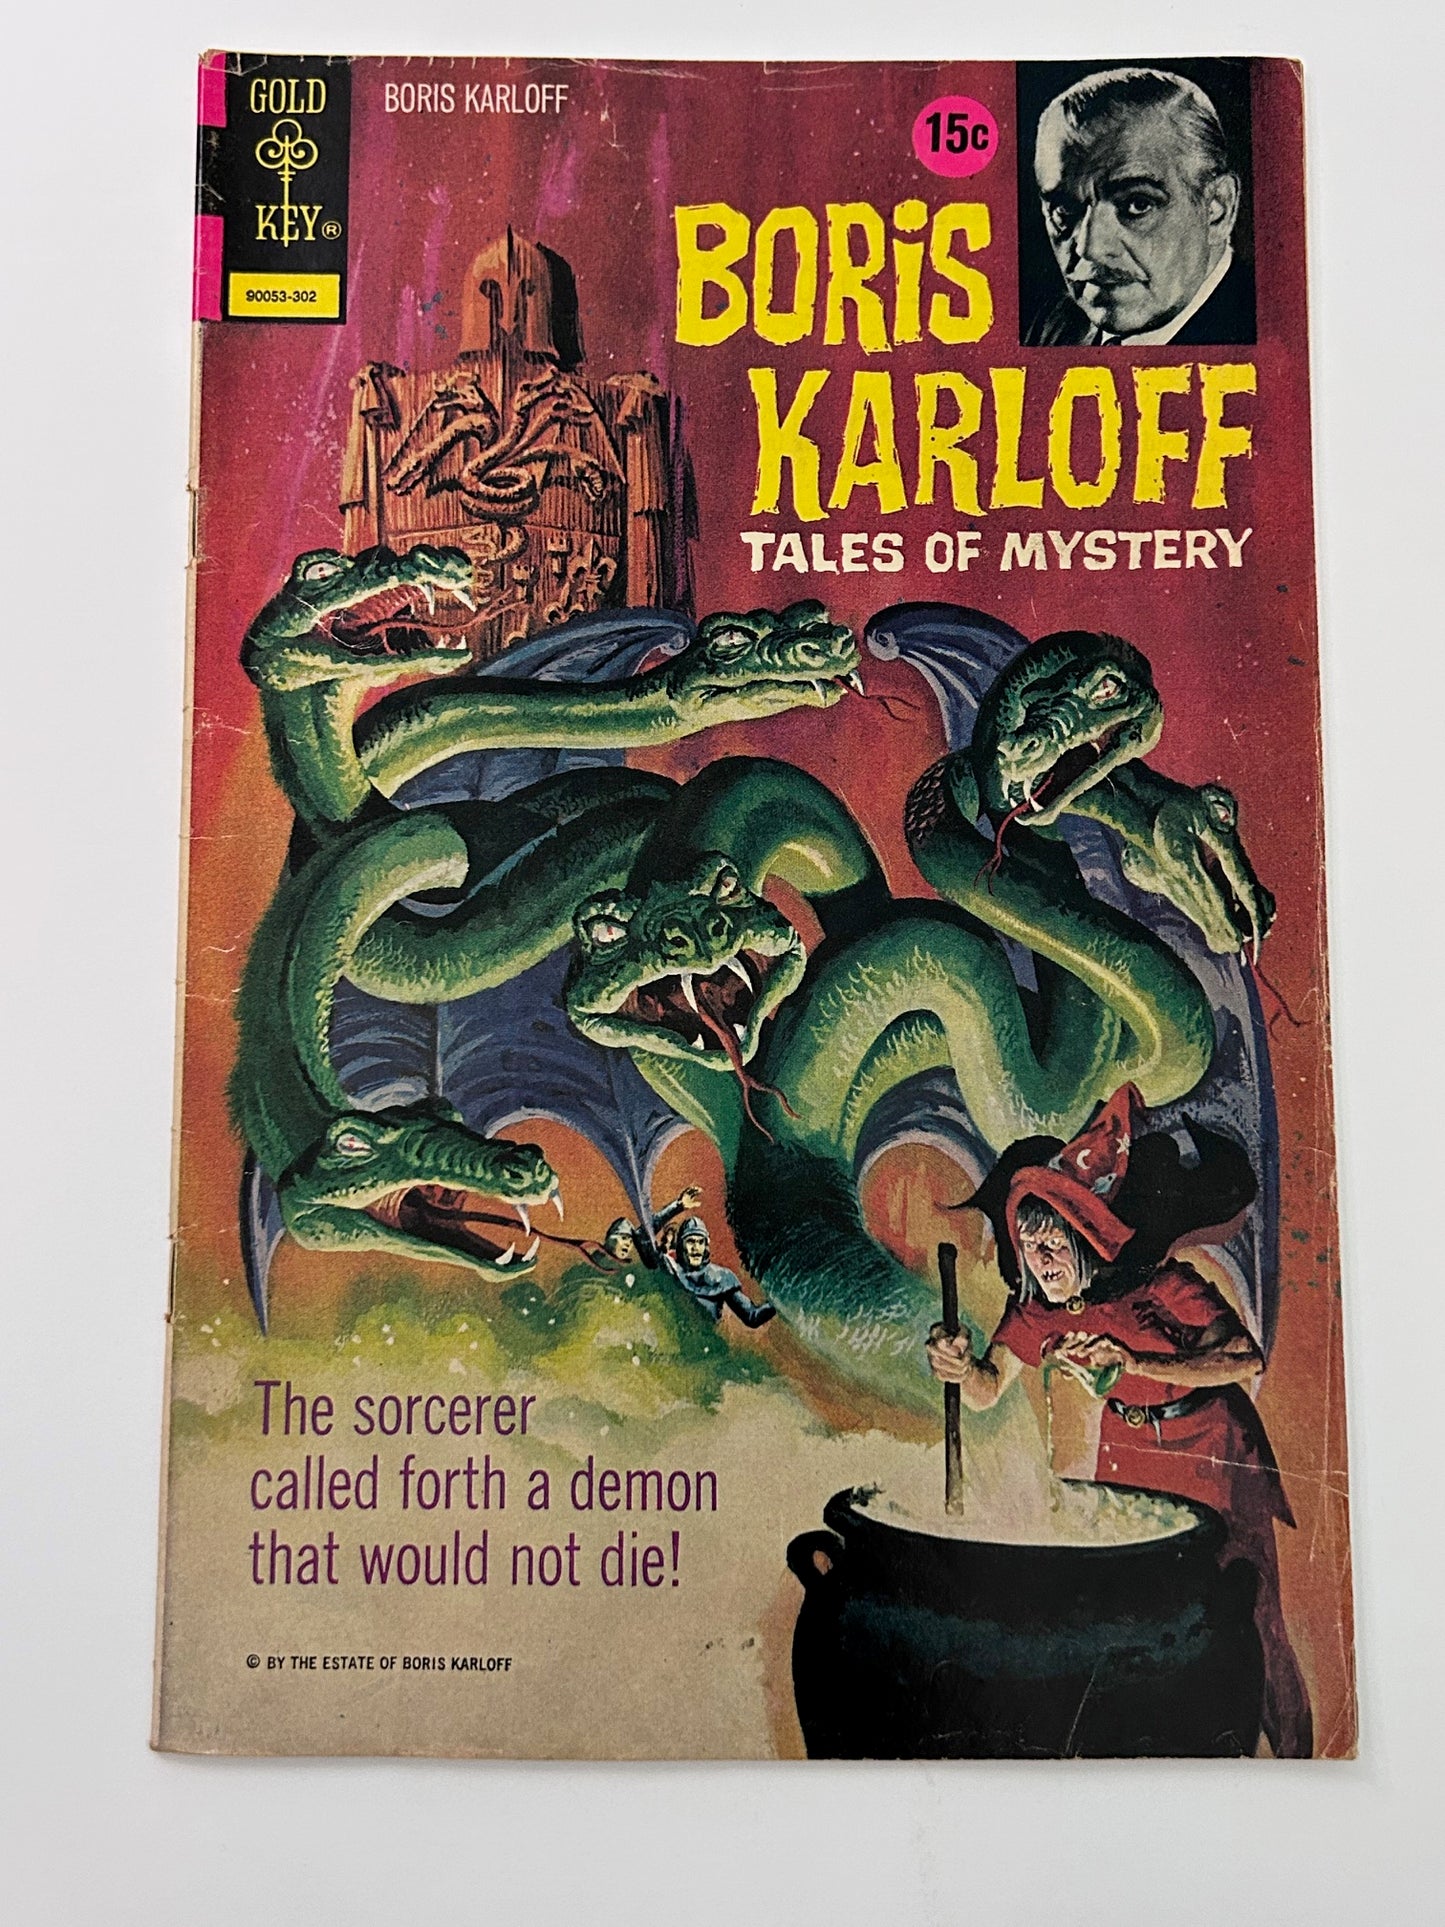 GOLD
KEY®
90053-302
BORIS KARLOFF
15¢
BORiS
KARLOFF
TALES OF MYSTERY
The sorcerer
called forth a demon
that would not die!
© BY THE ESTATE OF BORIS KARLOFF